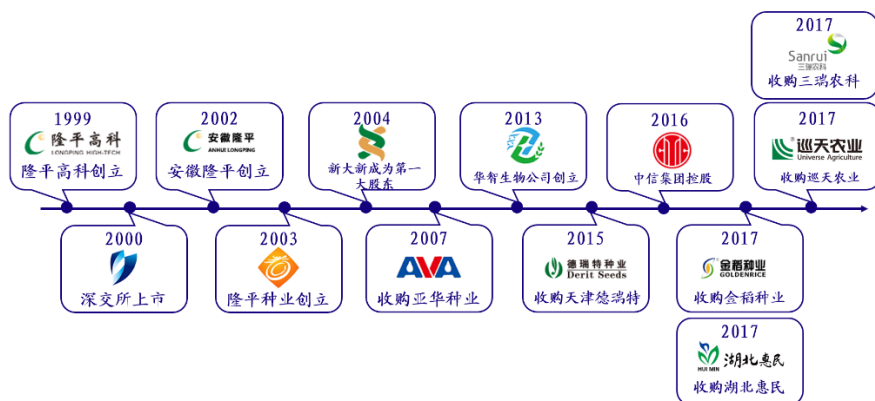 1999
隆平高科
LONGPING HIGH-TECH
隆平高科创立
2000
深交所上市
2002
安徽隆平
ANHUI LONGPING
安徽隆平创立
2003
隆平种业创立
2004
新大新成为第一
大股东
2007
AVA
收购亚华种业
2013
华智生物公司创立
2015
德瑞特种业
Derit Seeds
收购天津德瑞特
2016
中信集团控股
2017
Sanrui
三瑞农科
收购三瑞农科
2017
巡天农业
Universe Agriculture
收购巡天农业
2017
金稻种业
GOLDENRICE
收购金稻种业
2017
HUI MIN
湖北惠民
收购湖北惠民